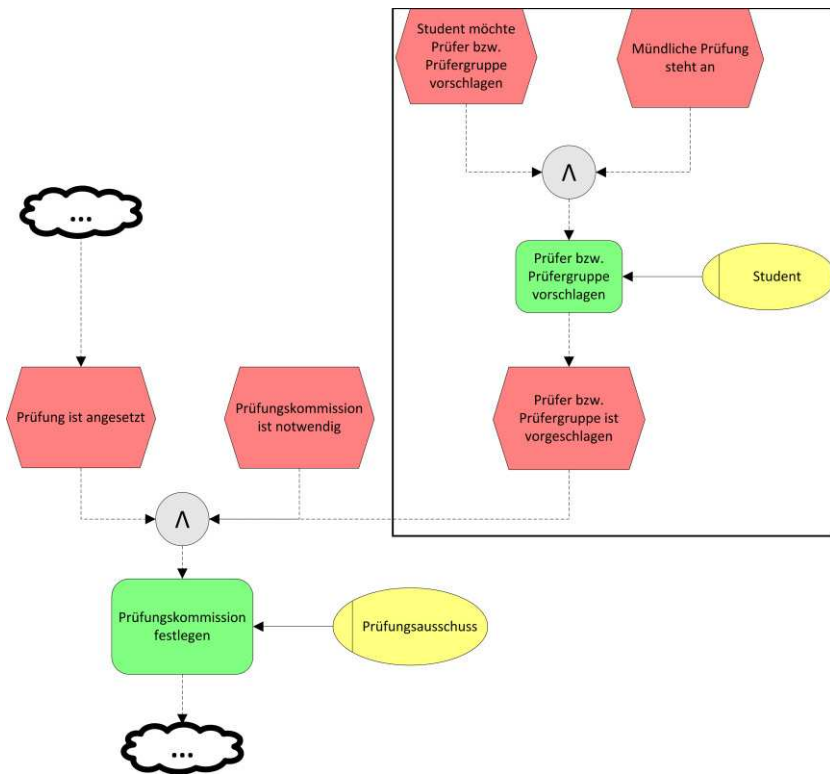 Student möchte
Prüfer bzw.
Prüfergruppe
vorschlagen
Mündliche Prüfung
steht an
Λ
...
Prüfer bzw.
Prüfergruppe
vorschlagen
Student
Prüfung ist angesetzt
Prüfungskommission
ist notwendig
Prüfer bzw.
Prüfergruppe ist
vorgeschlagen
Λ
Prüfungskommission
festlegen
Prüfungsausschuss
...